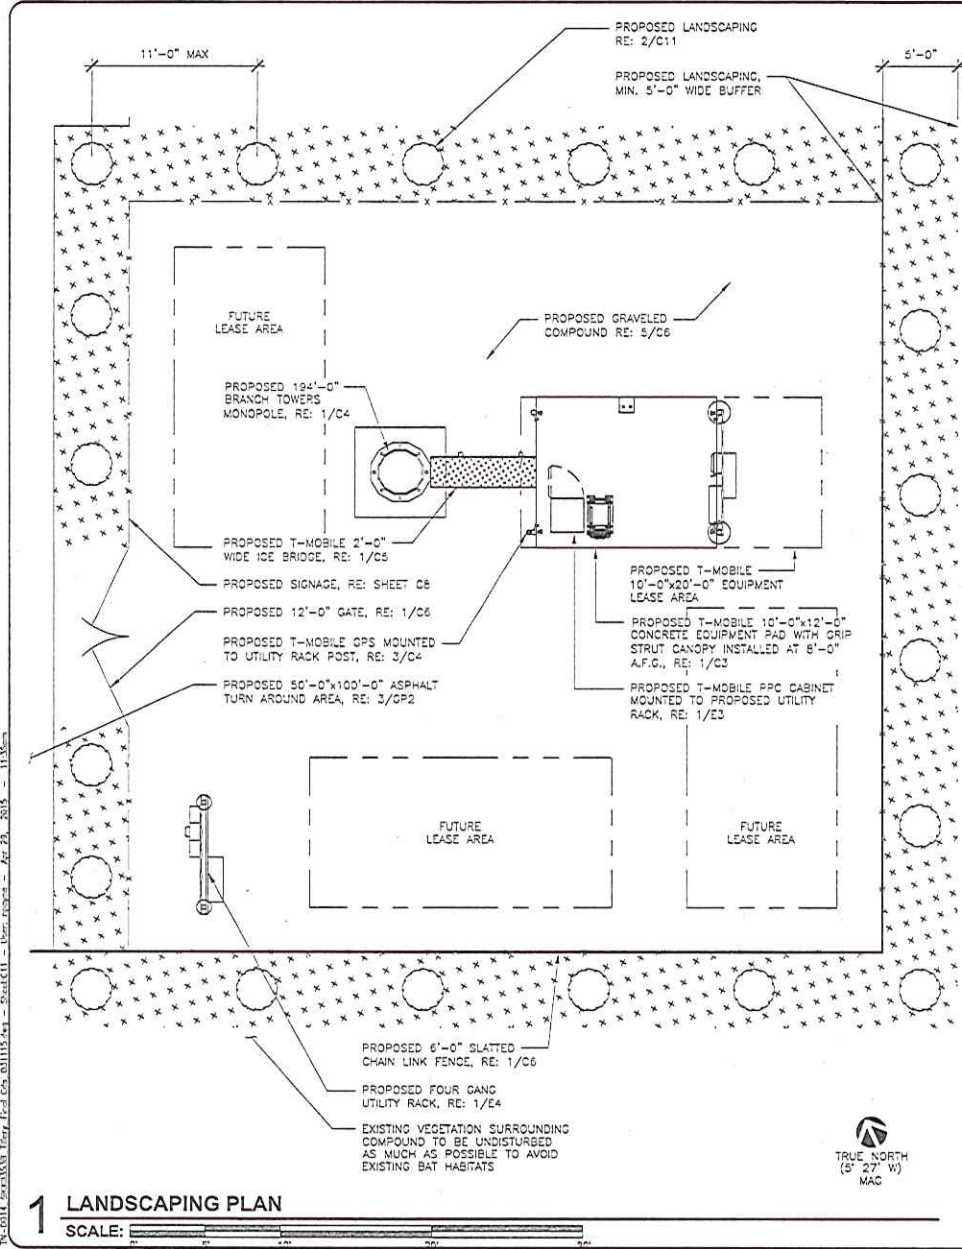 PROPOSED LANDSCAPING
RE: 2/C11
11'-0" MAX
5'-0"
PROPOSED LANDSCAPING,
MIN. 5'-0" WIDE BUFFER
FUTURE
LEASE AREA
PROPOSED GRAVELED
COMPOUND RE: 5/C6
PROPOSED 194'-0"
BRANCH TOWERS
MONOPOLE, RE: 1/C4
PROPOSED T-MOBILE 2'-0"
WIDE ICE BRIDGE, RE: 1/C5
PROPOSED SIGNAGE, RE: SHEET C8
PROPOSED 12'-0" GATE, RE: 1/C6
PROPOSED T-MOBILE GPS MOUNTED
TO UTILITY RACK POST, RE: 3/C4
PROPOSED 50'-0"x100'-0" ASPHALT
TURN AROUND AREA, RE: 3/GP2
PROPOSED T-MOBILE
10'-0"x20'-0" EQUIPMENT
LEASE AREA
PROPOSED T-MOBILE 10'-0"x12'-0"
CONCRETE EQUIPMENT PAD WITH GRIP
STRUT CANOPY INSTALLED AT 8'-0"
A.F.G., RE: 1/C3
PROPOSED T-MOBILE PPC CABINET
MOUNTED TO PROPOSED UTILITY
RACK, RE: 1/E3
FUTURE
LEASE AREA
FUTURE
LEASE AREA
PROPOSED 6'-0" SLATTED
CHAIN LINK FENCE, RE: 1/C6
PROPOSED FOUR GANG
UTILITY RACK, RE: 1/E4
EXISTING VEGETATION SURROUNDING
COMPOUND TO BE UNDISTURBED
AS MUCH AS POSSIBLE TO AVOID
EXISTING BAT HABITATS
TRUE NORTH
(5° 27' W)
MAG
1 LANDSCAPING PLAN
SCALE:
Apr 29, 2015 - 11:35am